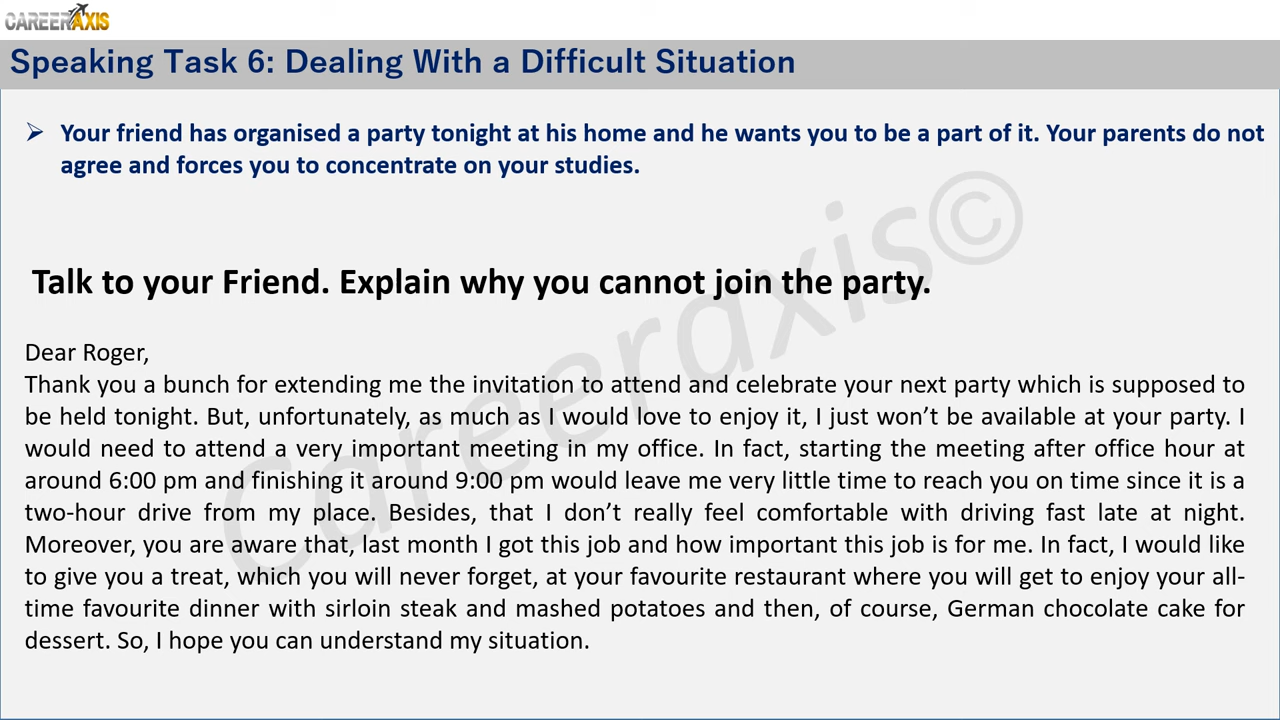 CAREERAXIS
Speaking Task 6: Dealing With a Difficult Situation
Your friend has organised a party tonight at his home and he wants you to be a part of it. Your parents do not
agree and forces you to concentrate on your studies.
Talk to your Friend. Explain why you cannot join the party.
Dear Roger,
Thank you a bunch for extending me the invitation to attend and celebrate your next party which is supposed to
be held tonight. But, unfortunately, as much as I would love to enjoy it, I just won’t be available at your party. I
would need to attend a very important meeting in my office. In fact, starting the meeting after office hour at
around 6:00 pm and finishing it around 9:00 pm would leave me very little time to reach you on time since it is a
two-hour drive from my place. Besides, that I don’t really feel comfortable with driving fast late at night.
Moreover, you are aware that, last month I got this job and how important this job is for me. In fact, I would like
to give you a treat, which you will never forget, at your favourite restaurant where you will get to enjoy your all-
time favourite dinner with sirloin steak and mashed potatoes and then, of course, German chocolate cake for
dessert. So, I hope you can understand my situation.
Careeraxis©